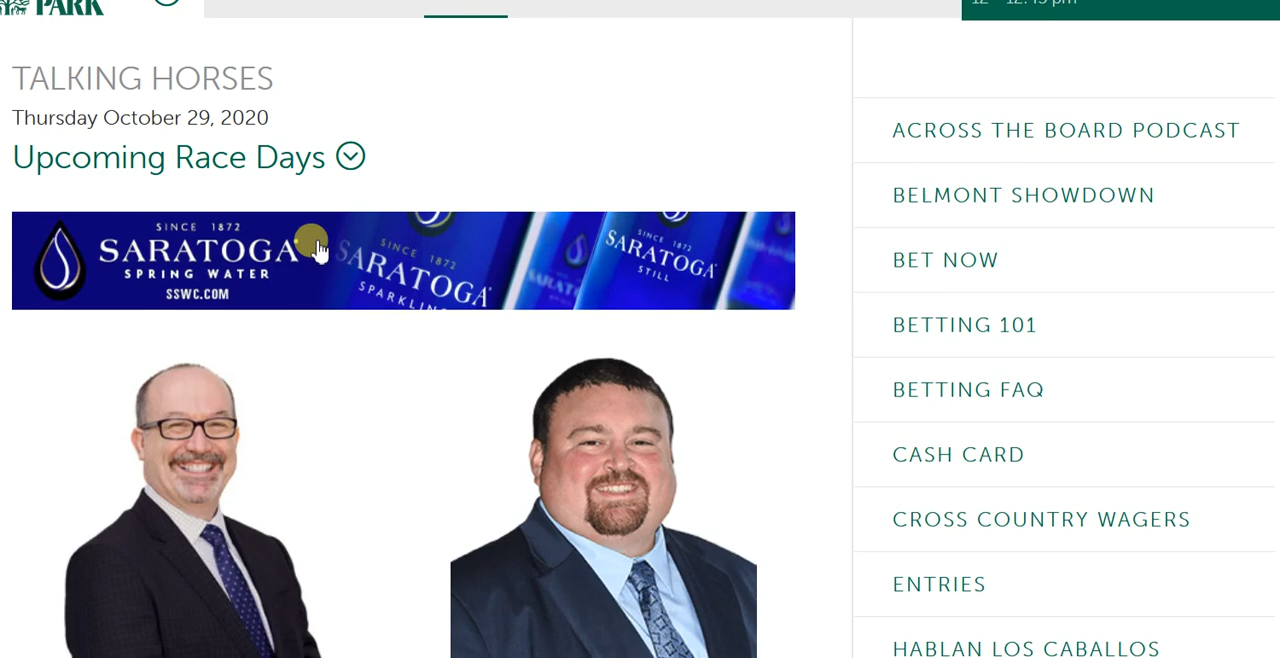 PARK
TALKING HORSES
Thursday October 29, 2020
Upcoming Race Days
SINCE 1872
SARATOGA
SPRING WATER
SSWC.COM
SINCE 1872
SARATOGA
SPARKLING
SINCE 1872
SARATOGA
STILL
ACROSS THE BOARD PODCAST
BELMONT SHOWDOWN
BET NOW
BETTING 101
BETTING FAQ
CASH CARD
CROSS COUNTRY WAGERS
ENTRIES
HABLAN LOS CABALLOS